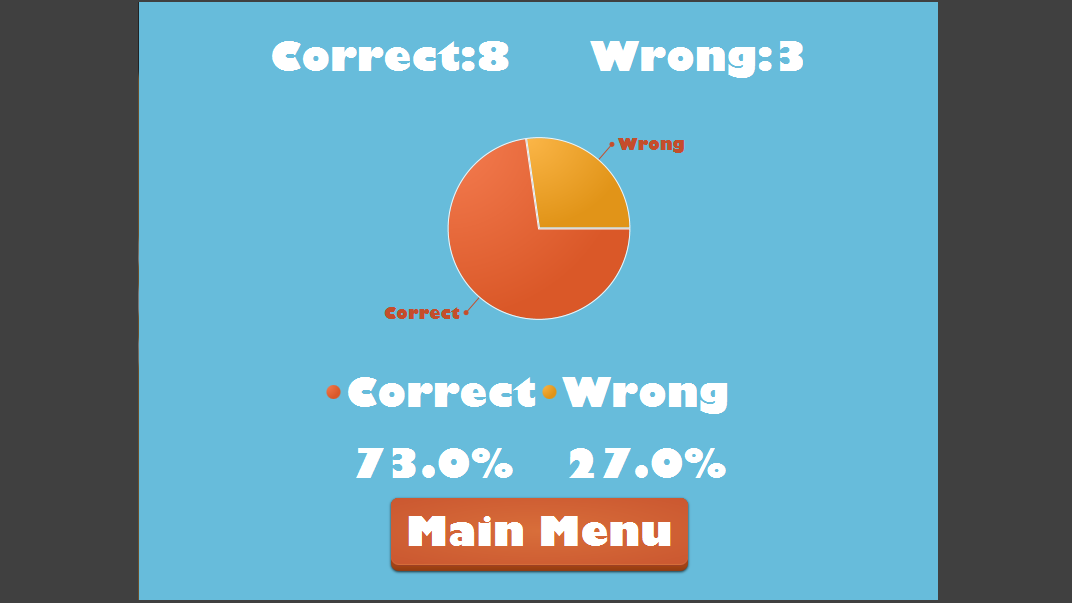 Correct:8 Wrong:3
Wrong
Correct
Correct Wrong
73.0% 27.0%
Main Menu